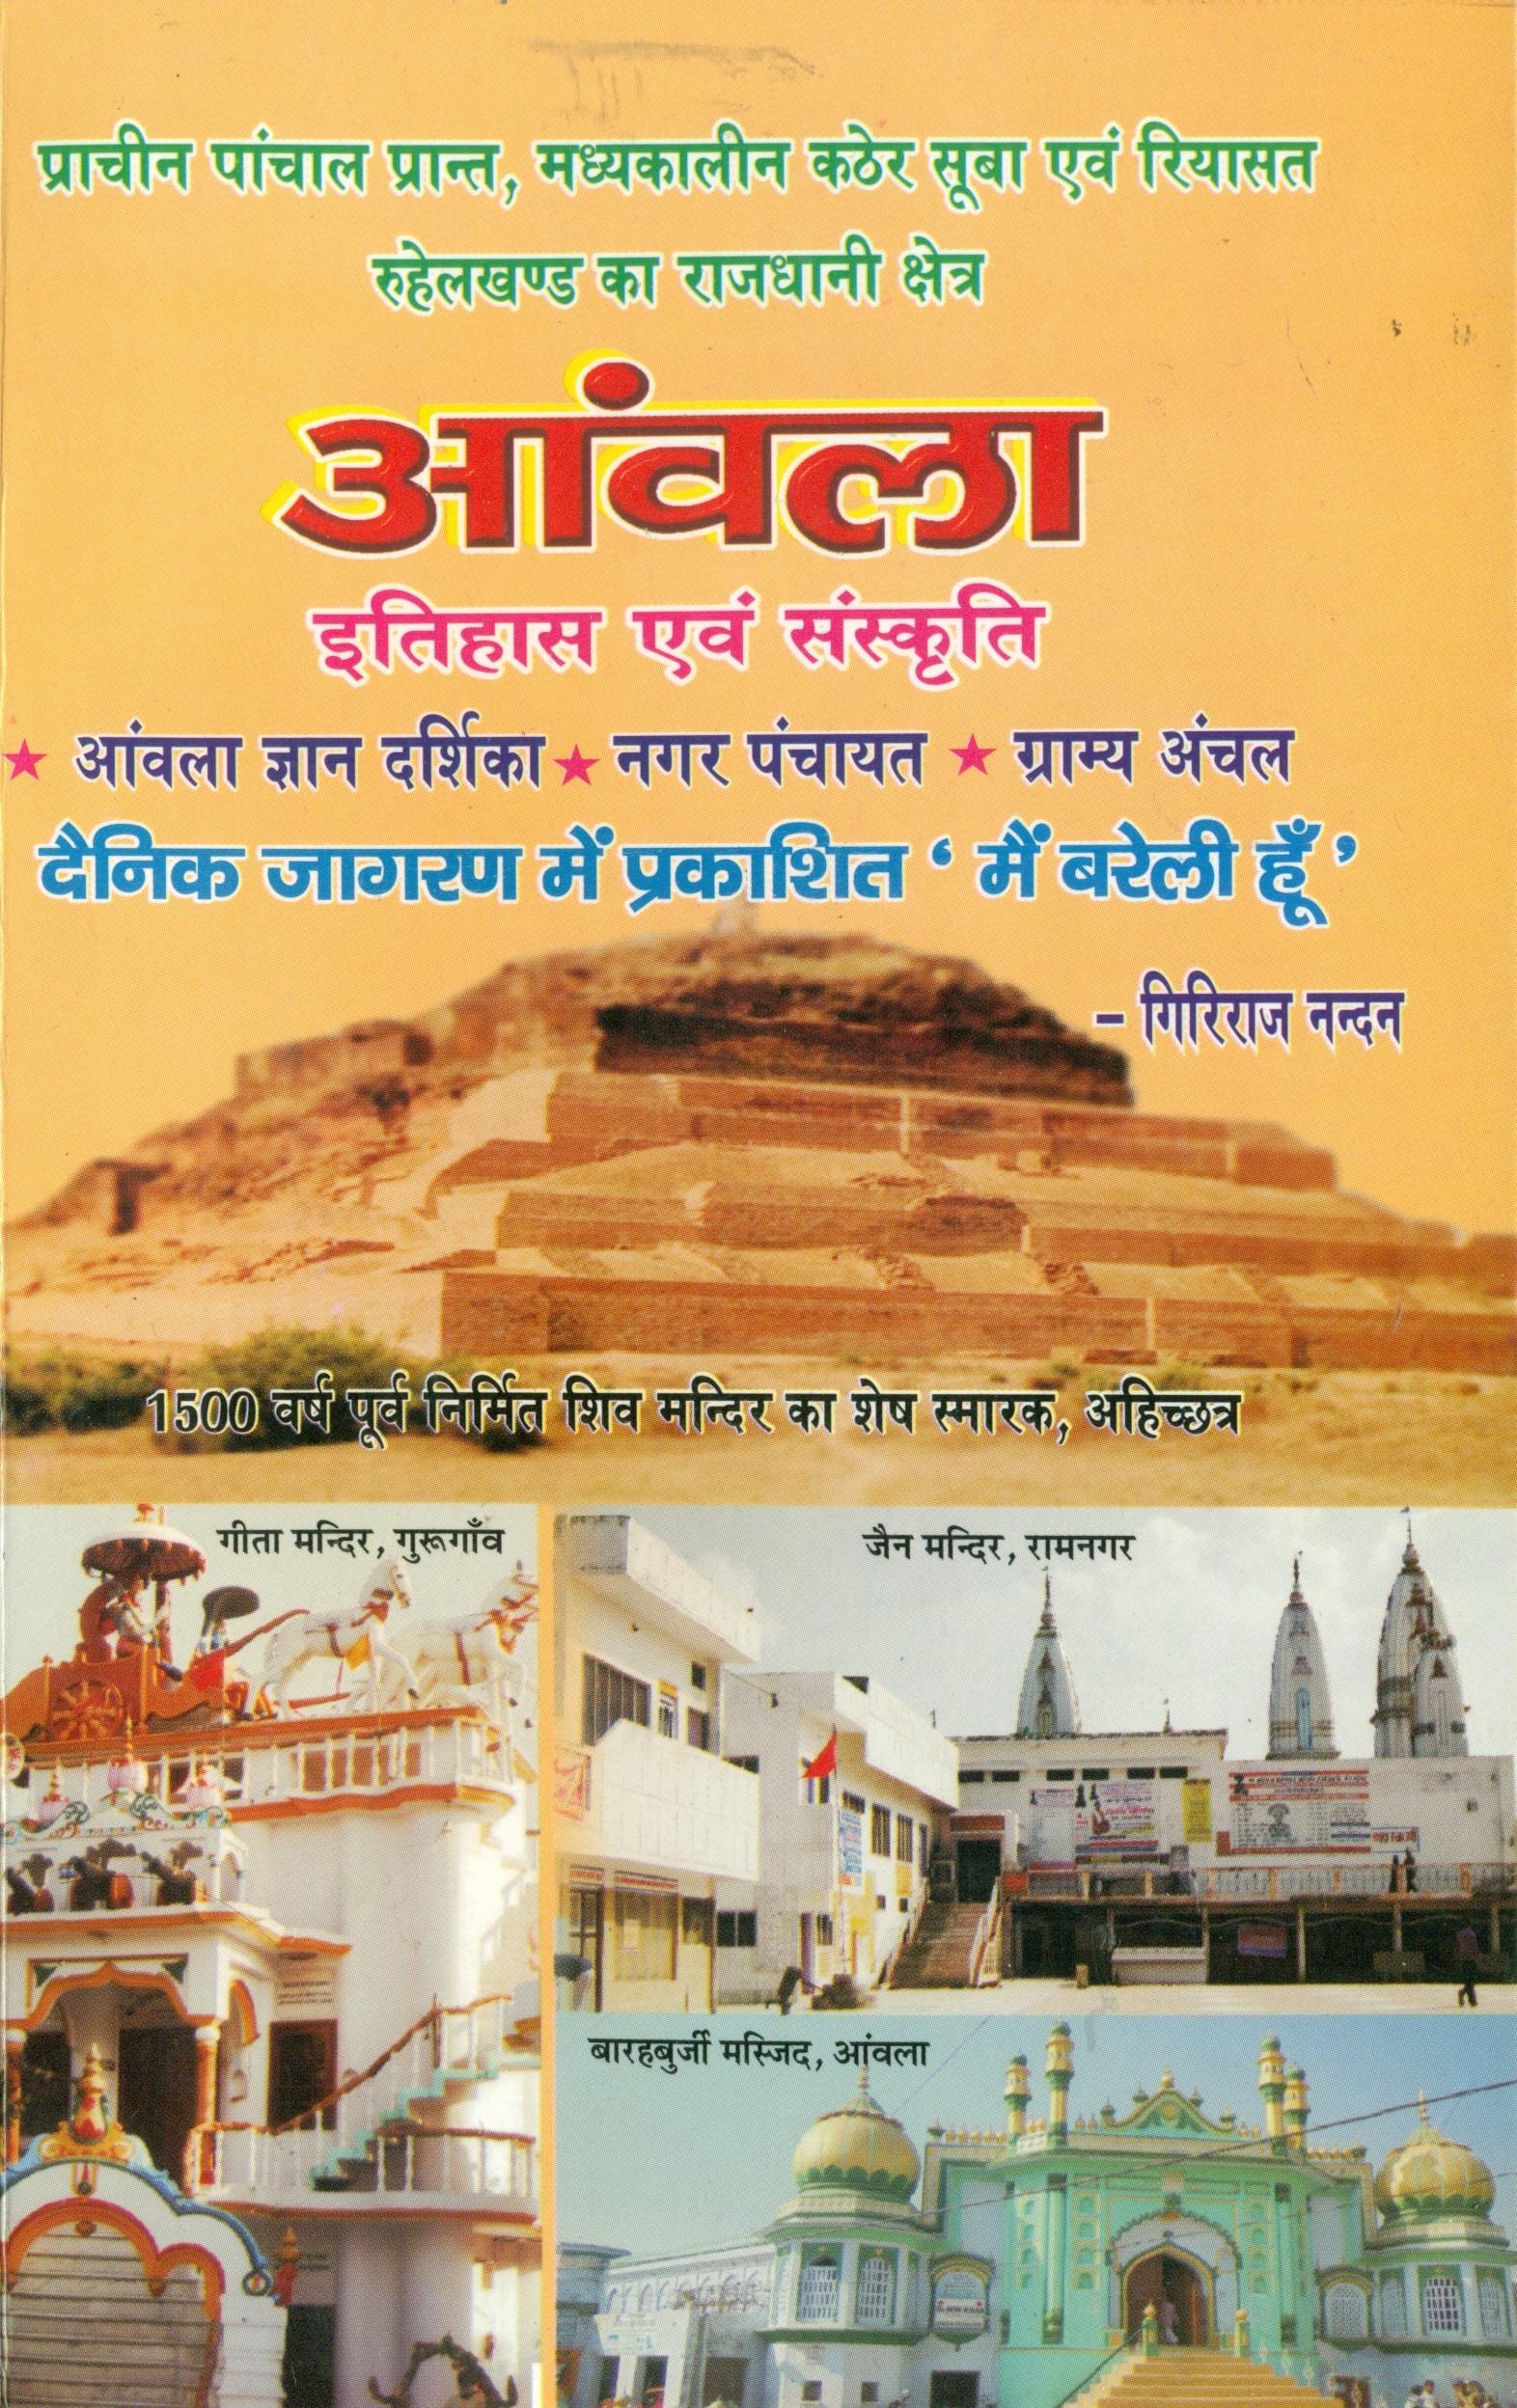 प्राचीन पांचाल प्रान्त, मध्यकालीन कठेर सूबा एवं रियासत
रुहेलखण्ड का राजधानी क्षेत्र
आंवला
इतिहास एवं संस्कृति
★ आंवला ज्ञान दर्शिका ★ नगर पंचायत ★ ग्राम्य अंचल
दैनिक जागरण में प्रकाशित ‘ मैं बरेली हूँ ’
– गिरिराज नन्दन
1500 वर्ष पूर्व निर्मित शिव मन्दिर का शेष स्मारक, अहिच्छत्र
गीता मन्दिर, गुरूगाँव
जैन मन्दिर, रामनगर
बारहबुर्जी मस्जिद, आंवला